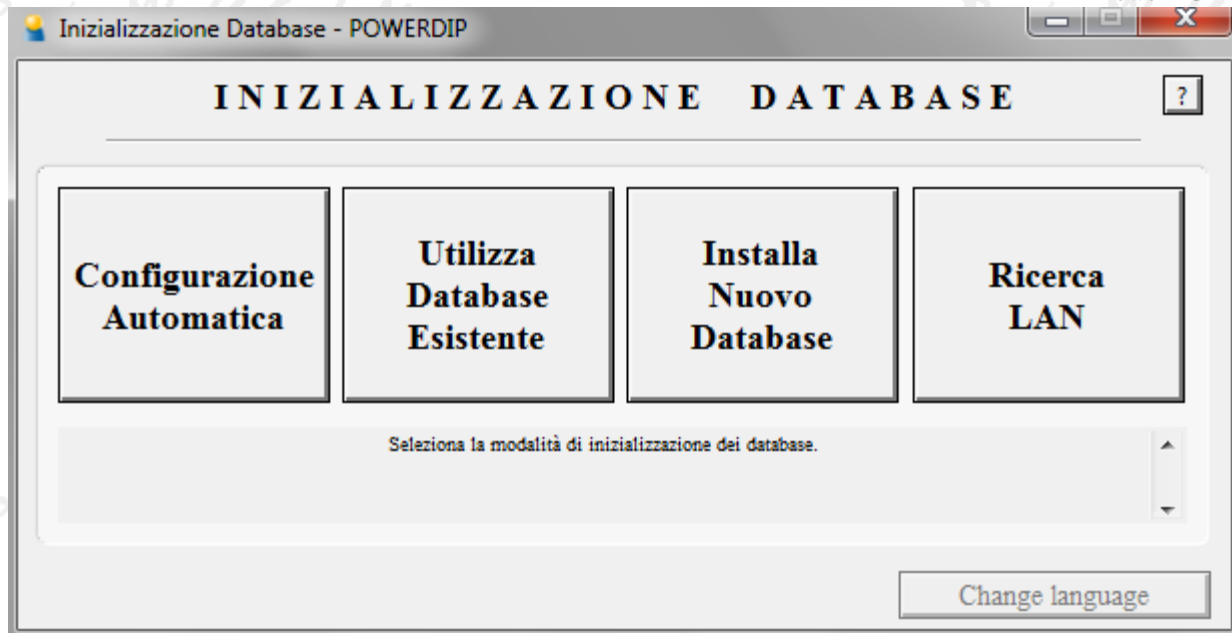 Inizializzazione Database - POWERDIP
INIZIALIZZAZIONE DATABASE
?
Configurazione
Automatica
Utilizza
Database
Esistente
Installa
Nuovo
Database
Ricerca
LAN
Seleziona la modalità di inizializzazione dei database.
Change language